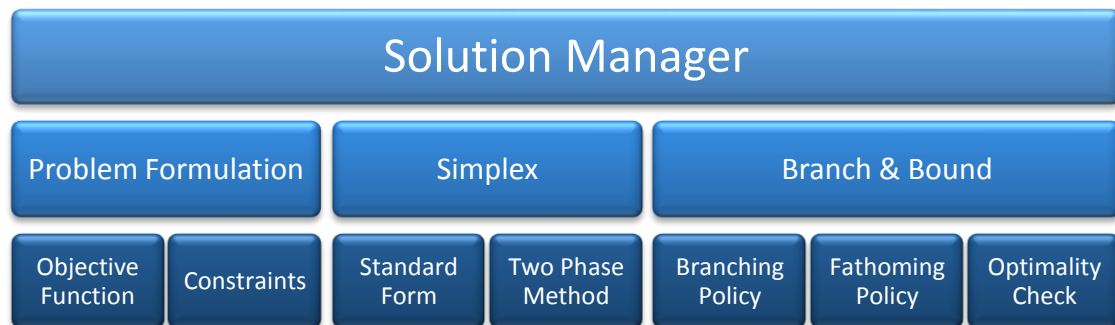 Solution Manager
Problem Formulation
Simplex
Branch & Bound
Objective
Function
Constraints
Standard
Form
Two Phase
Method
Branching
Policy
Fathoming
Policy
Optimality
Check